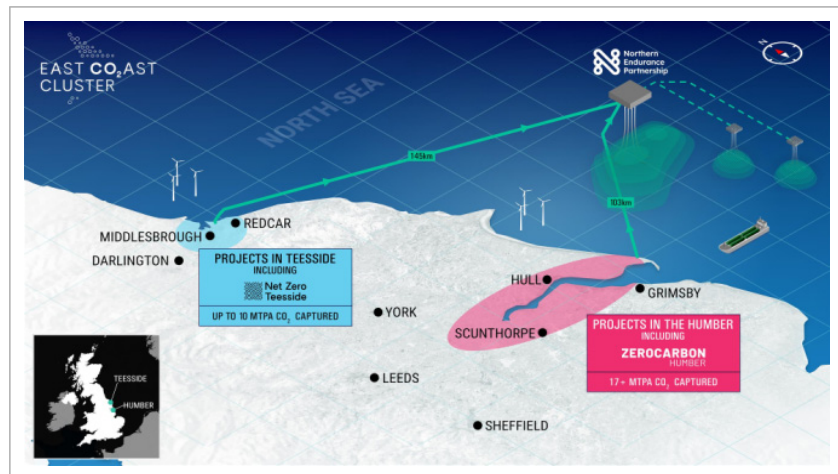 EAST CO₂AST
CLUSTER
Northern
Endurance
Partnership
N
NORTH SEA
145km
103km
REDCAR
MIDDLESBROUGH
DARLINGTON
PROJECTS IN TEESSIDE
INCLUDING
Net Zero
Teesside
UP TO 10 MTPA CO₂ CAPTURED
YORK
HULL
GRIMSBY
SCUNTHORPE
PROJECTS IN THE HUMBER
INCLUDING
ZEROCARBON
HUMBER
17+ MTPA CO₂ CAPTURED
LEEDS
SHEFFIELD
TEESSIDE
HUMBER